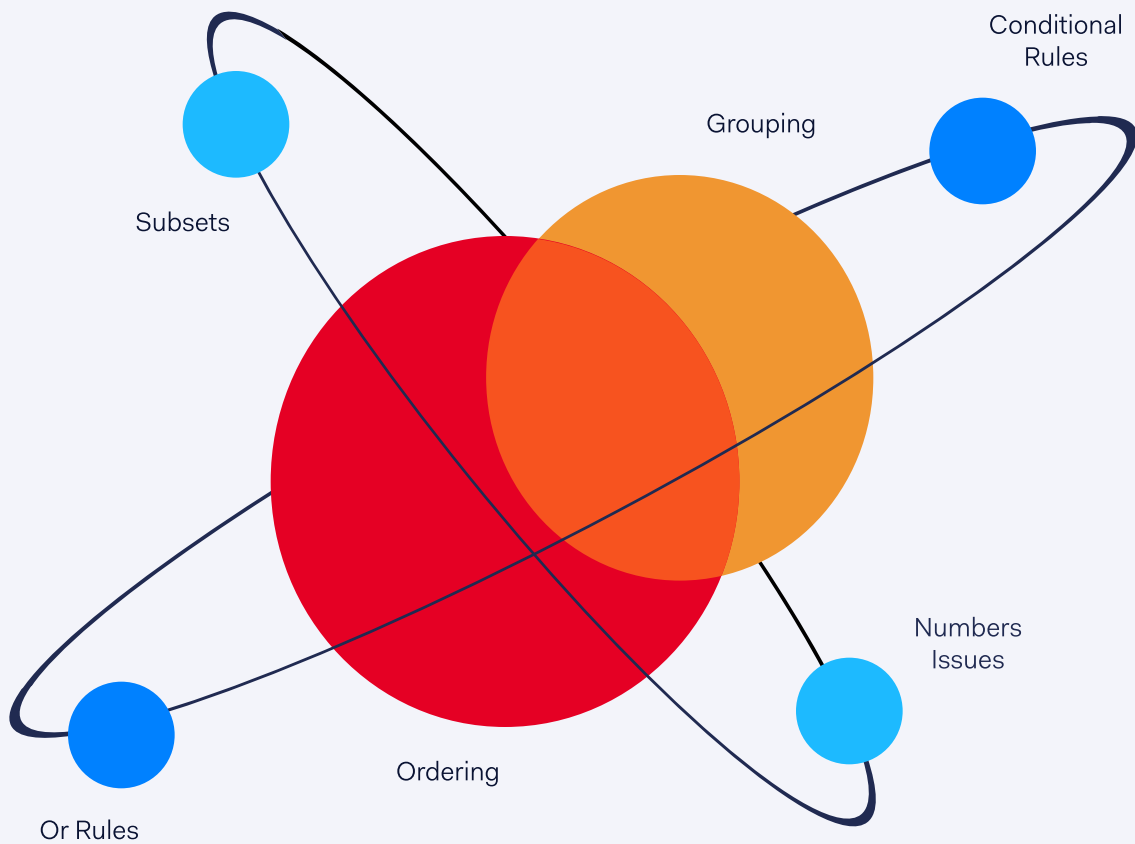 Conditional
Rules
Grouping
Subsets
Numbers
Issues
Ordering
Or Rules